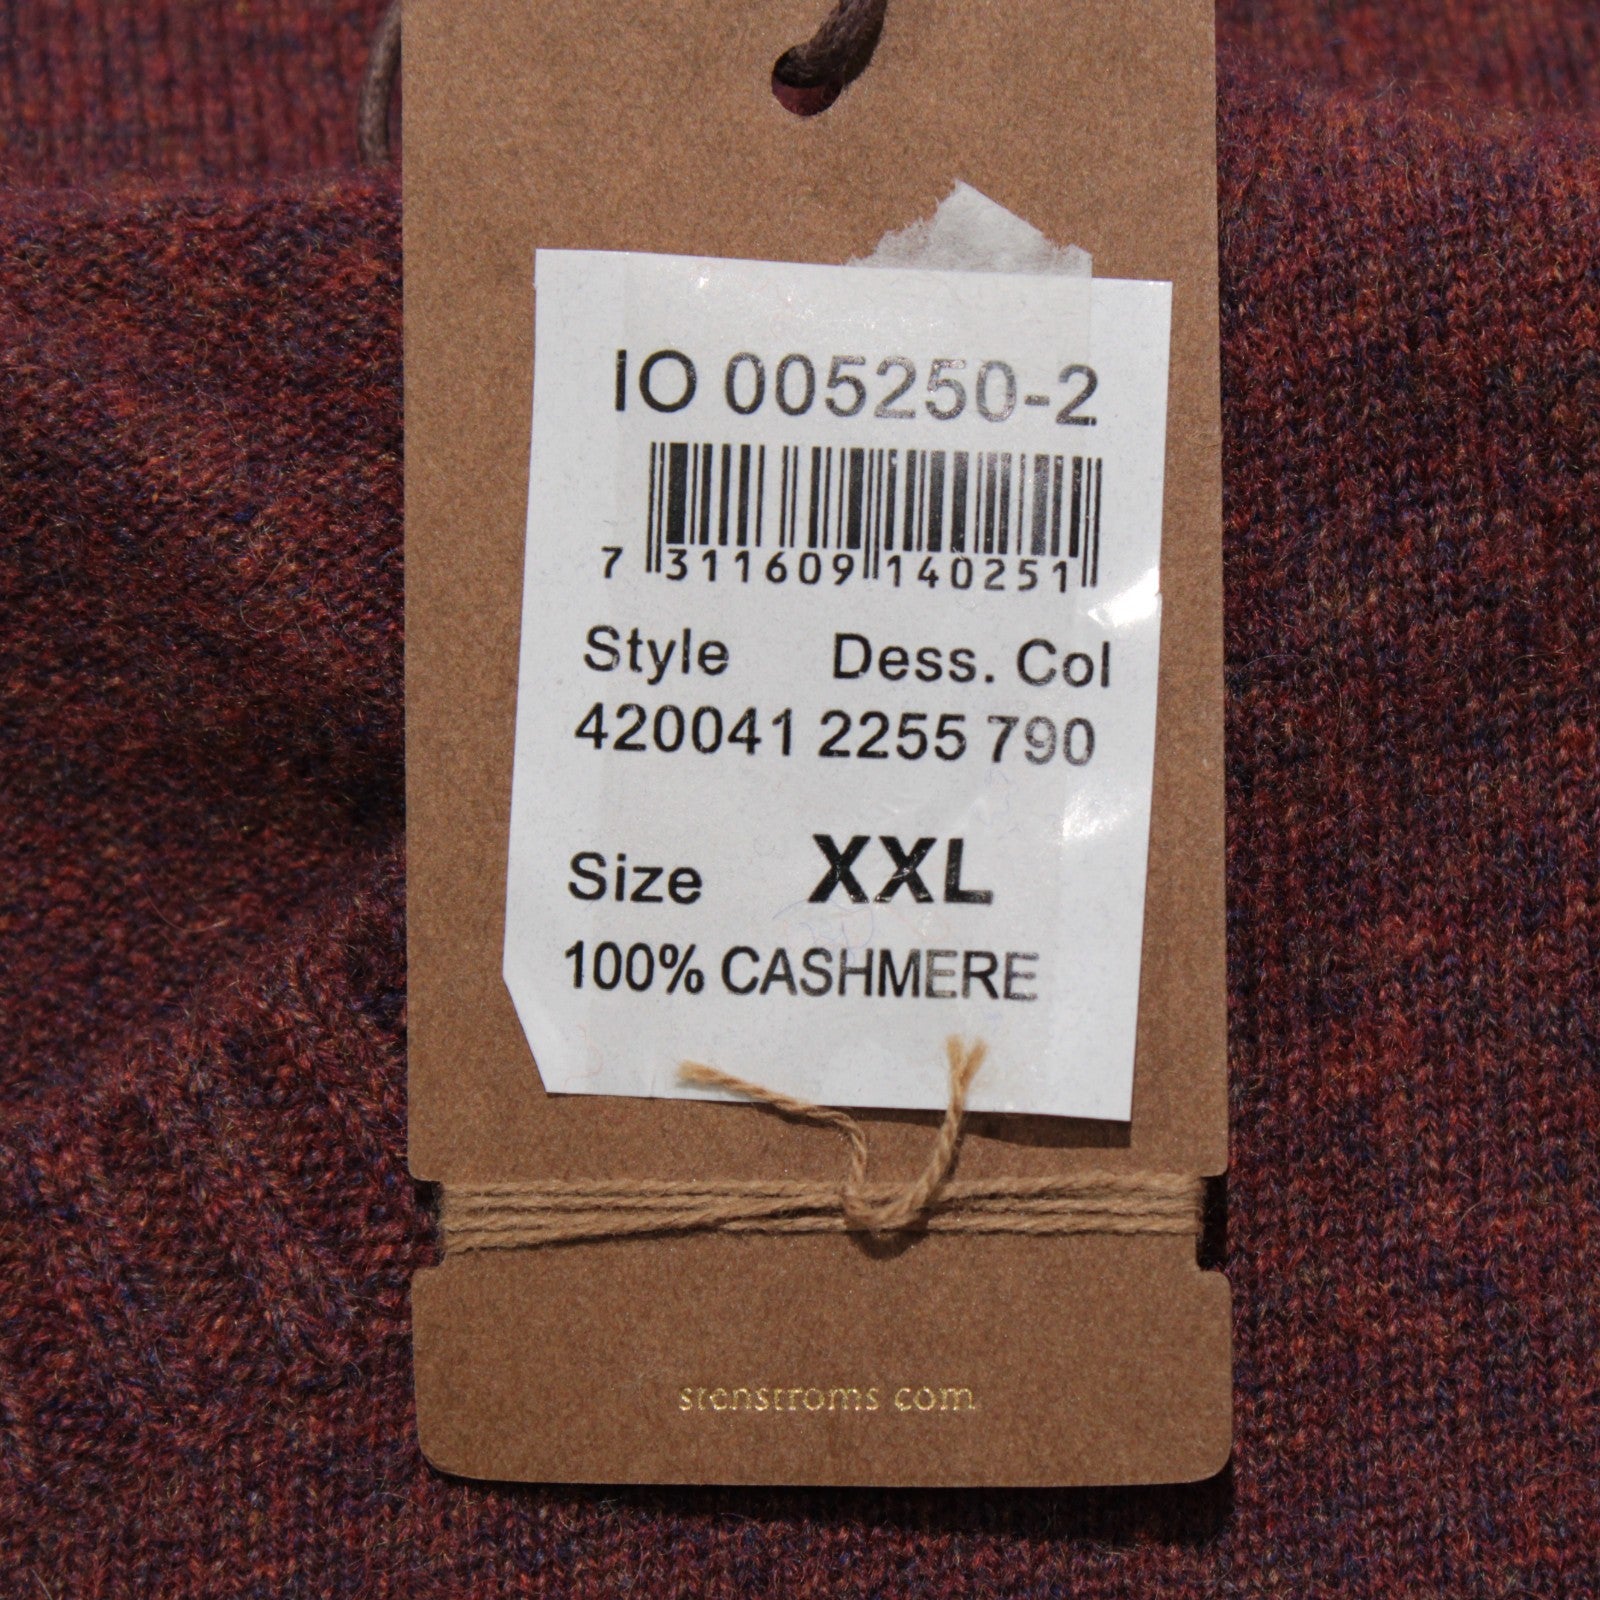 IO 005250-2
7 311609 140251
Style Dess. Col
420041 2255 790
Size XXL
100% CASHMERE
stenstroms.com